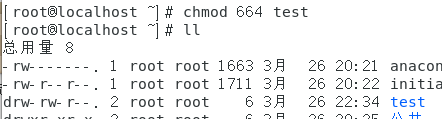 [root@localhost ~]# chmod 664 test
[root@localhost ~]# ll
总用量 8
-rw-------. 1 root root 1663 3月  26 20:21 anacon
-rw-r--r--. 1 root root 1711 3月  26 20:22 initia
drw-rw-r--. 2 root root    6 3月  26 22:34 test